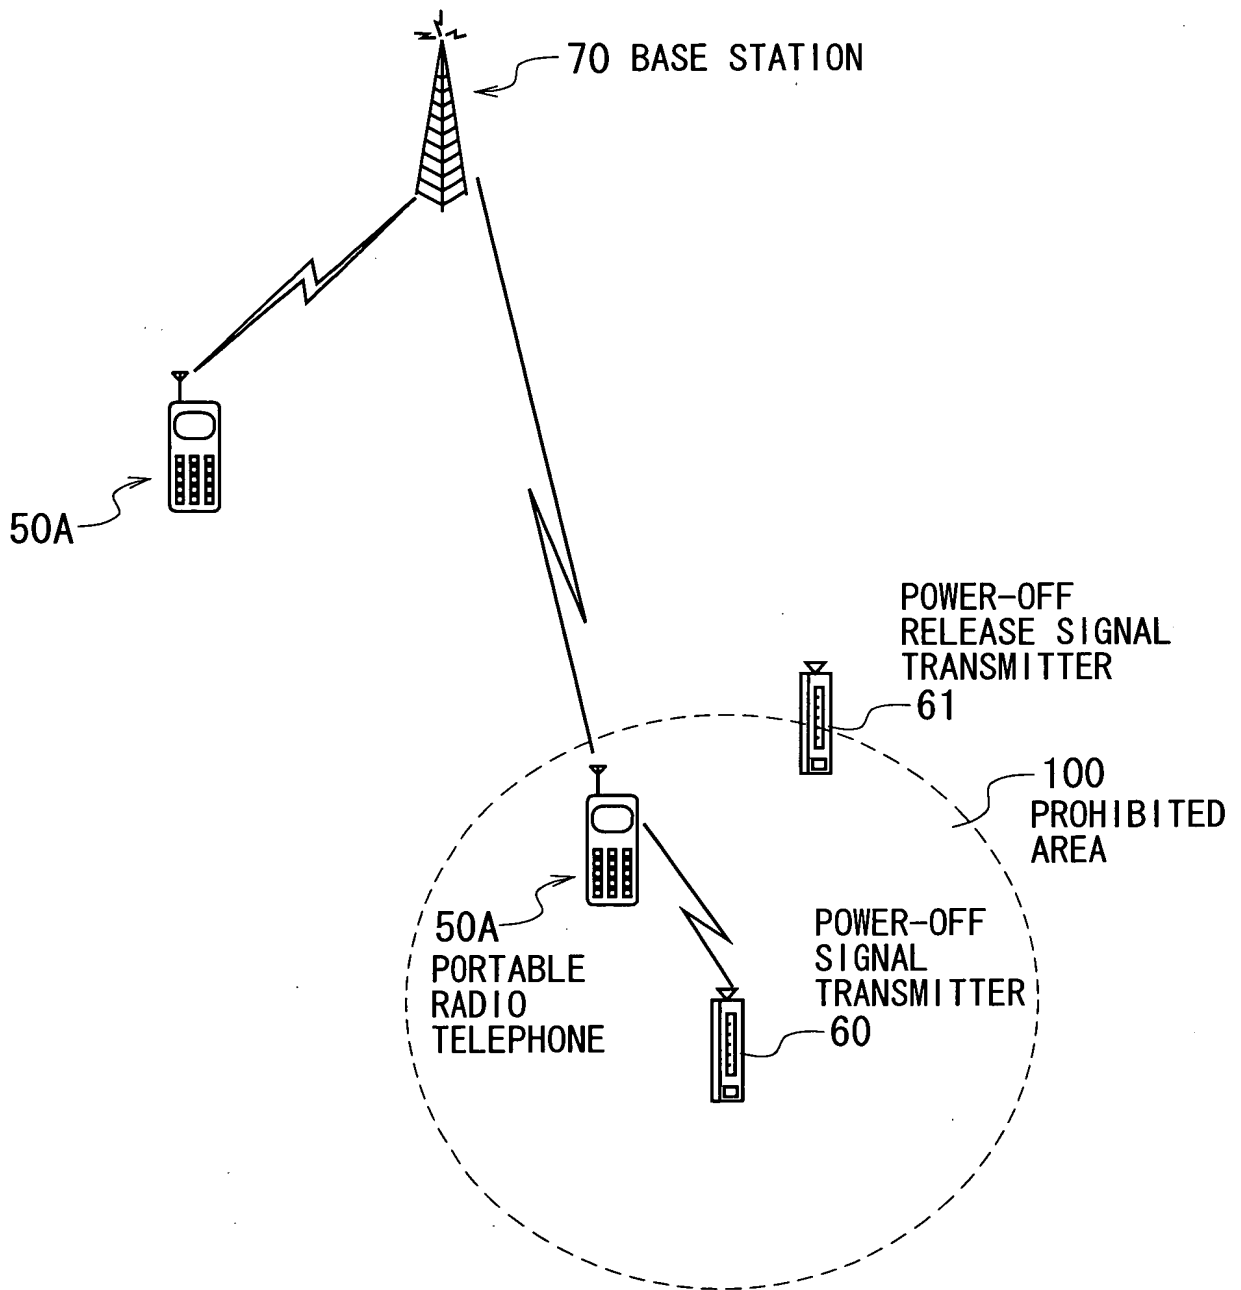 70 BASE STATION
50A
POWER-OFF
RELEASE SIGNAL
TRANSMITTER
61
100
PROHIBITED
AREA
50A
PORTABLE
RADIO
TELEPHONE
POWER-OFF
SIGNAL
TRANSMITTER
60